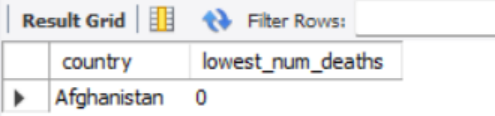 Result Grid Filter Rows:
country lowest_num_deaths
Afghanistan 0